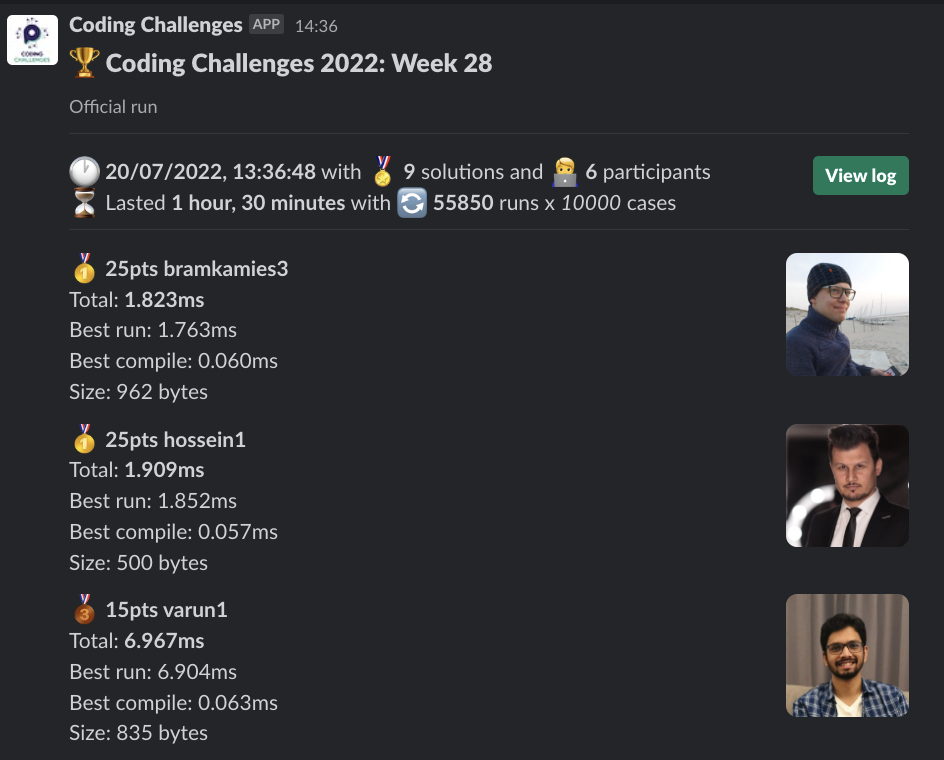 Coding Challenges APP 14:36
Coding Challenges 2022: Week 28
Official run
20/07/2022, 13:36:48 with 9 solutions and 6 participants
View log
Lasted 1 hour, 30 minutes with 55850 runs x 10000 cases
25pts bramkamies3
Total: 1.823ms
Best run: 1.763ms
Best compile: 0.060ms
Size: 962 bytes
25pts hossein1
Total: 1.909ms
Best run: 1.852ms
Best compile: 0.057ms
Size: 500 bytes
15pts varun1
Total: 6.967ms
Best run: 6.904ms
Best compile: 0.063ms
Size: 835 bytes
CODING
CHALLENGES